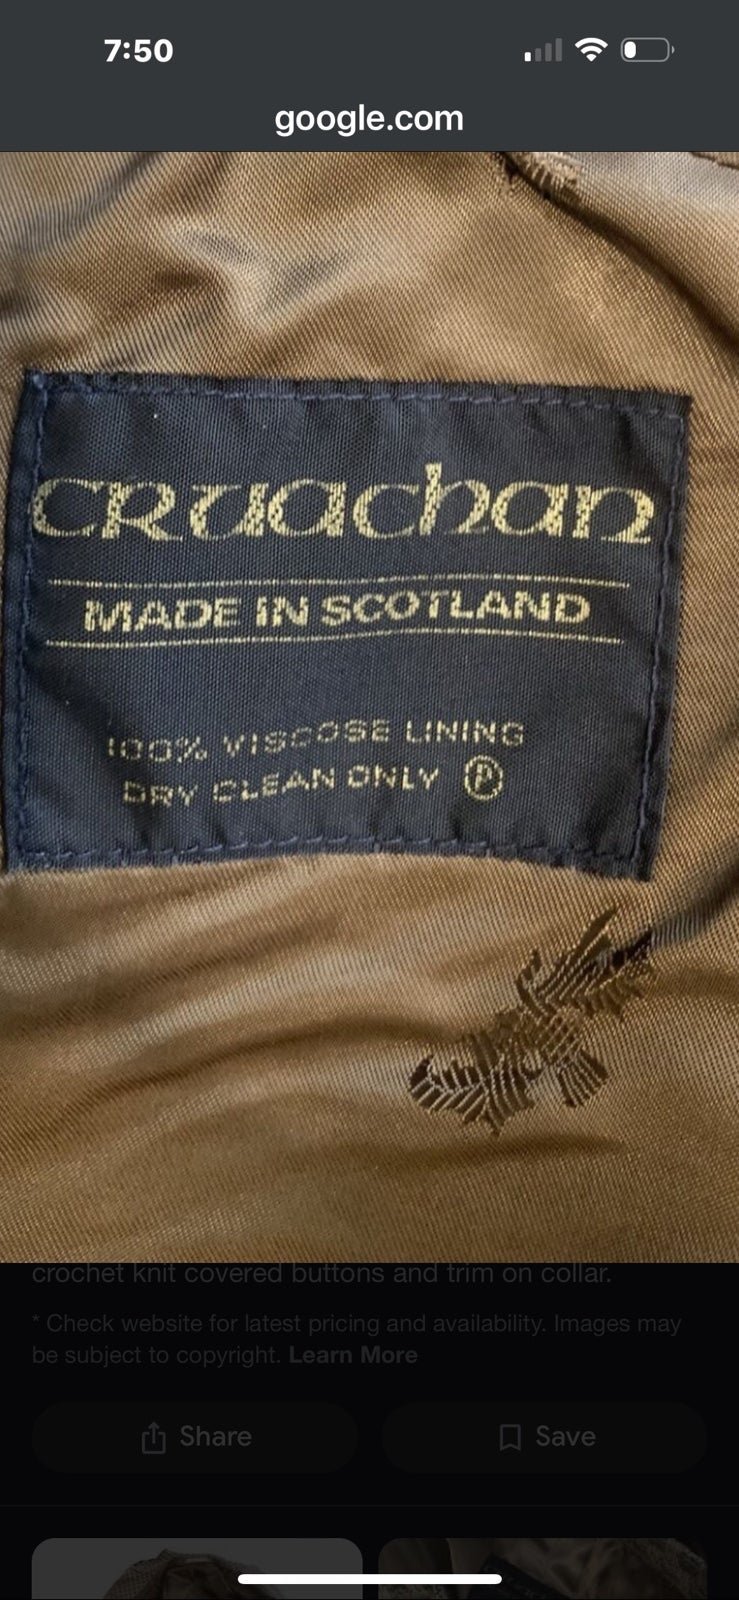 7:50
google.com
CRUACHAN
MADE IN SCOTLAND
100% VISCOSE LINING
DRY CLEAN ONLY Ⓟ
crochet knit covered buttons and trim on collar.
* Check website for latest pricing and availability. Images may
be subject to copyright. Learn More
Share
Save